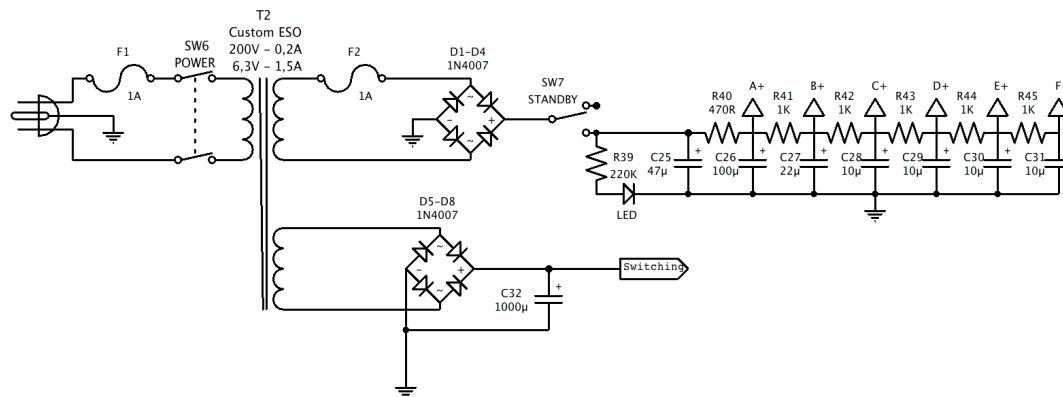 T2
Custom ESO
200V – 0,2A
6,3V – 1,5A
F1
1A
SW6
POWER
F2
1A
D1–D4
1N4007
~
–
+
~
SW7
STANDBY
R39
220K
LED
C25
47µ
+
R40
470R
A+
C26
100µ
+
R41
1K
B+
C27
22µ
+
R42
1K
C+
C28
10µ
+
R43
1K
D+
C29
10µ
+
R44
1K
E+
C30
10µ
+
R45
1K
F+
C31
10µ
+
D5–D8
1N4007
~
–
+
~
C32
1000µ
+
Switching